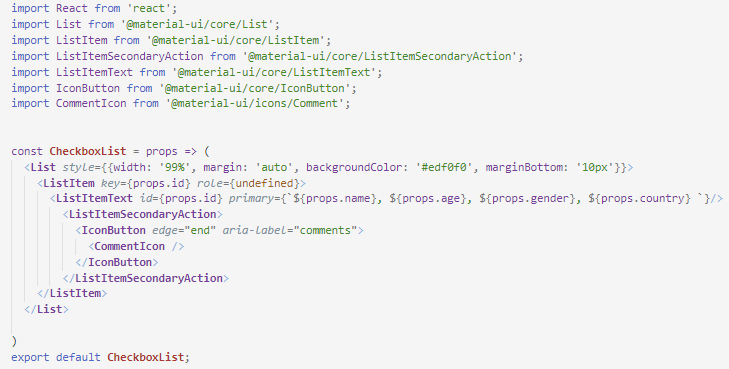 import React from 'react';
import List from '@material-ui/core/List';
import ListItem from '@material-ui/core/ListItem';
import ListItemSecondaryAction from '@material-ui/core/ListItemSecondaryAction';
import ListItemText from '@material-ui/core/ListItemText';
import IconButton from '@material-ui/core/IconButton';
import CommentIcon from '@material-ui/icons/Comment';
const CheckboxList = props => (
<List style={{width: '99%', margin: 'auto', backgroundColor: '#edf0f0', marginBottom: '10px'}}>
<ListItem key={props.id} role={undefined}>
<ListItemText id={props.id} primary={`${props.name}, ${props.age}, ${props.gender}, ${props.country} `}/>
<ListItemSecondaryAction>
<IconButton edge="end" aria-label="comments">
<CommentIcon />
</IconButton>
</ListItemSecondaryAction>
</ListItem>
</List>
)
export default CheckboxList;